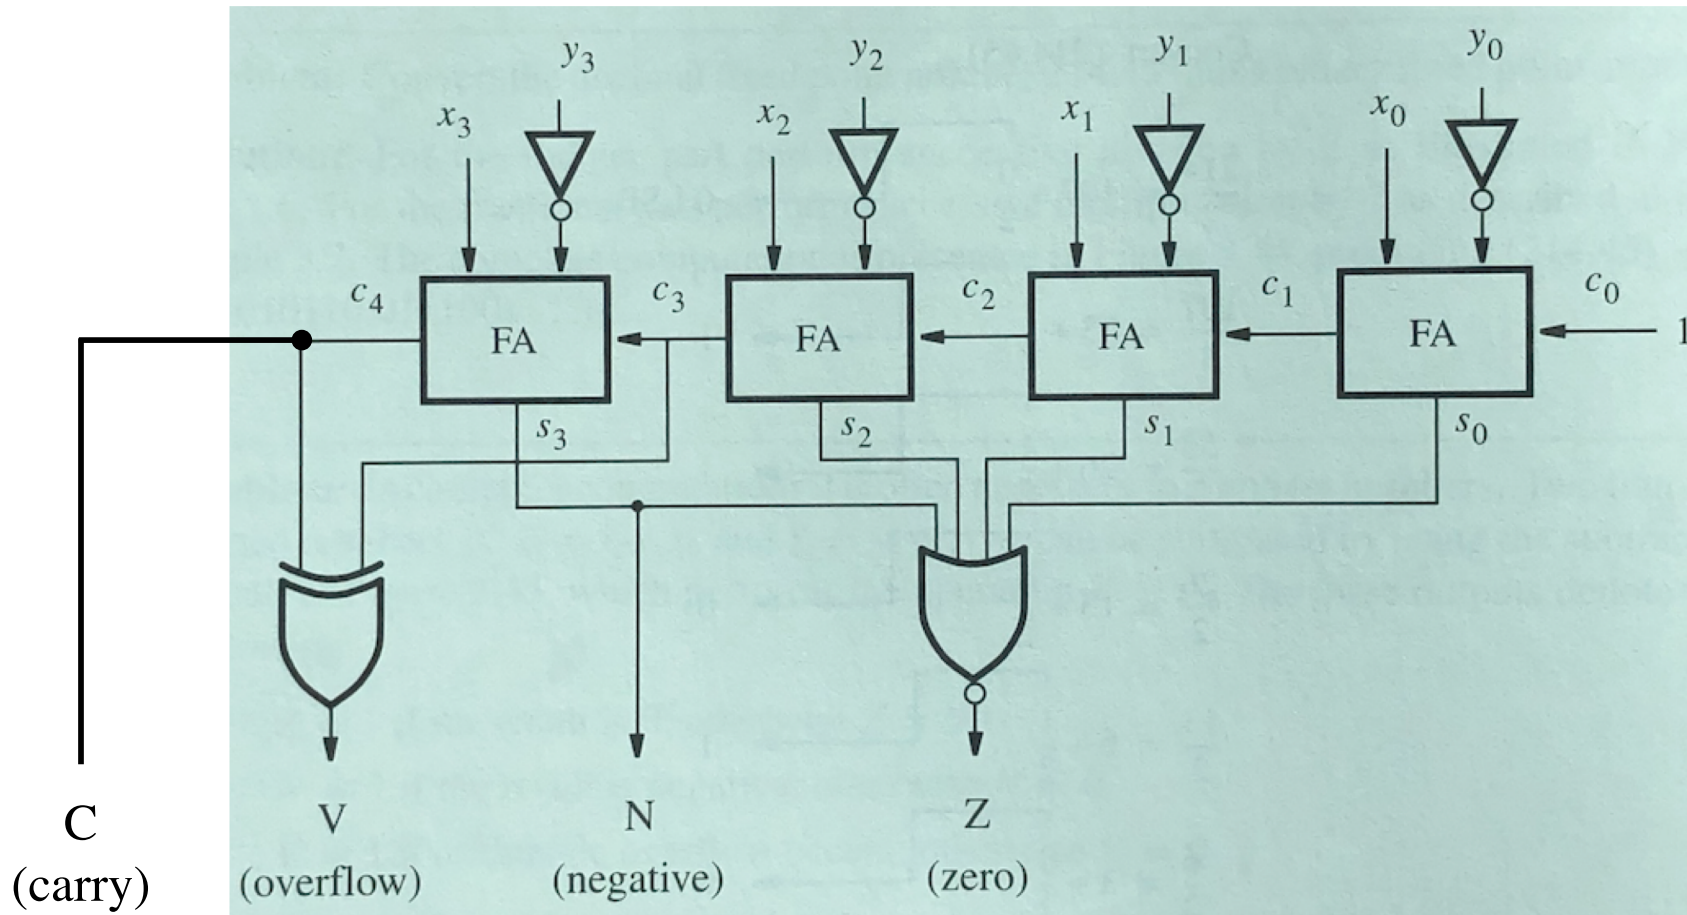 y3 y2 y1 y0
x3 x2 x1 x0
c4 c3 c2 c1 c0
FA FA FA FA 1
s3 s2 s1 s0
C V N Z
(carry) (overflow) (negative) (zero)